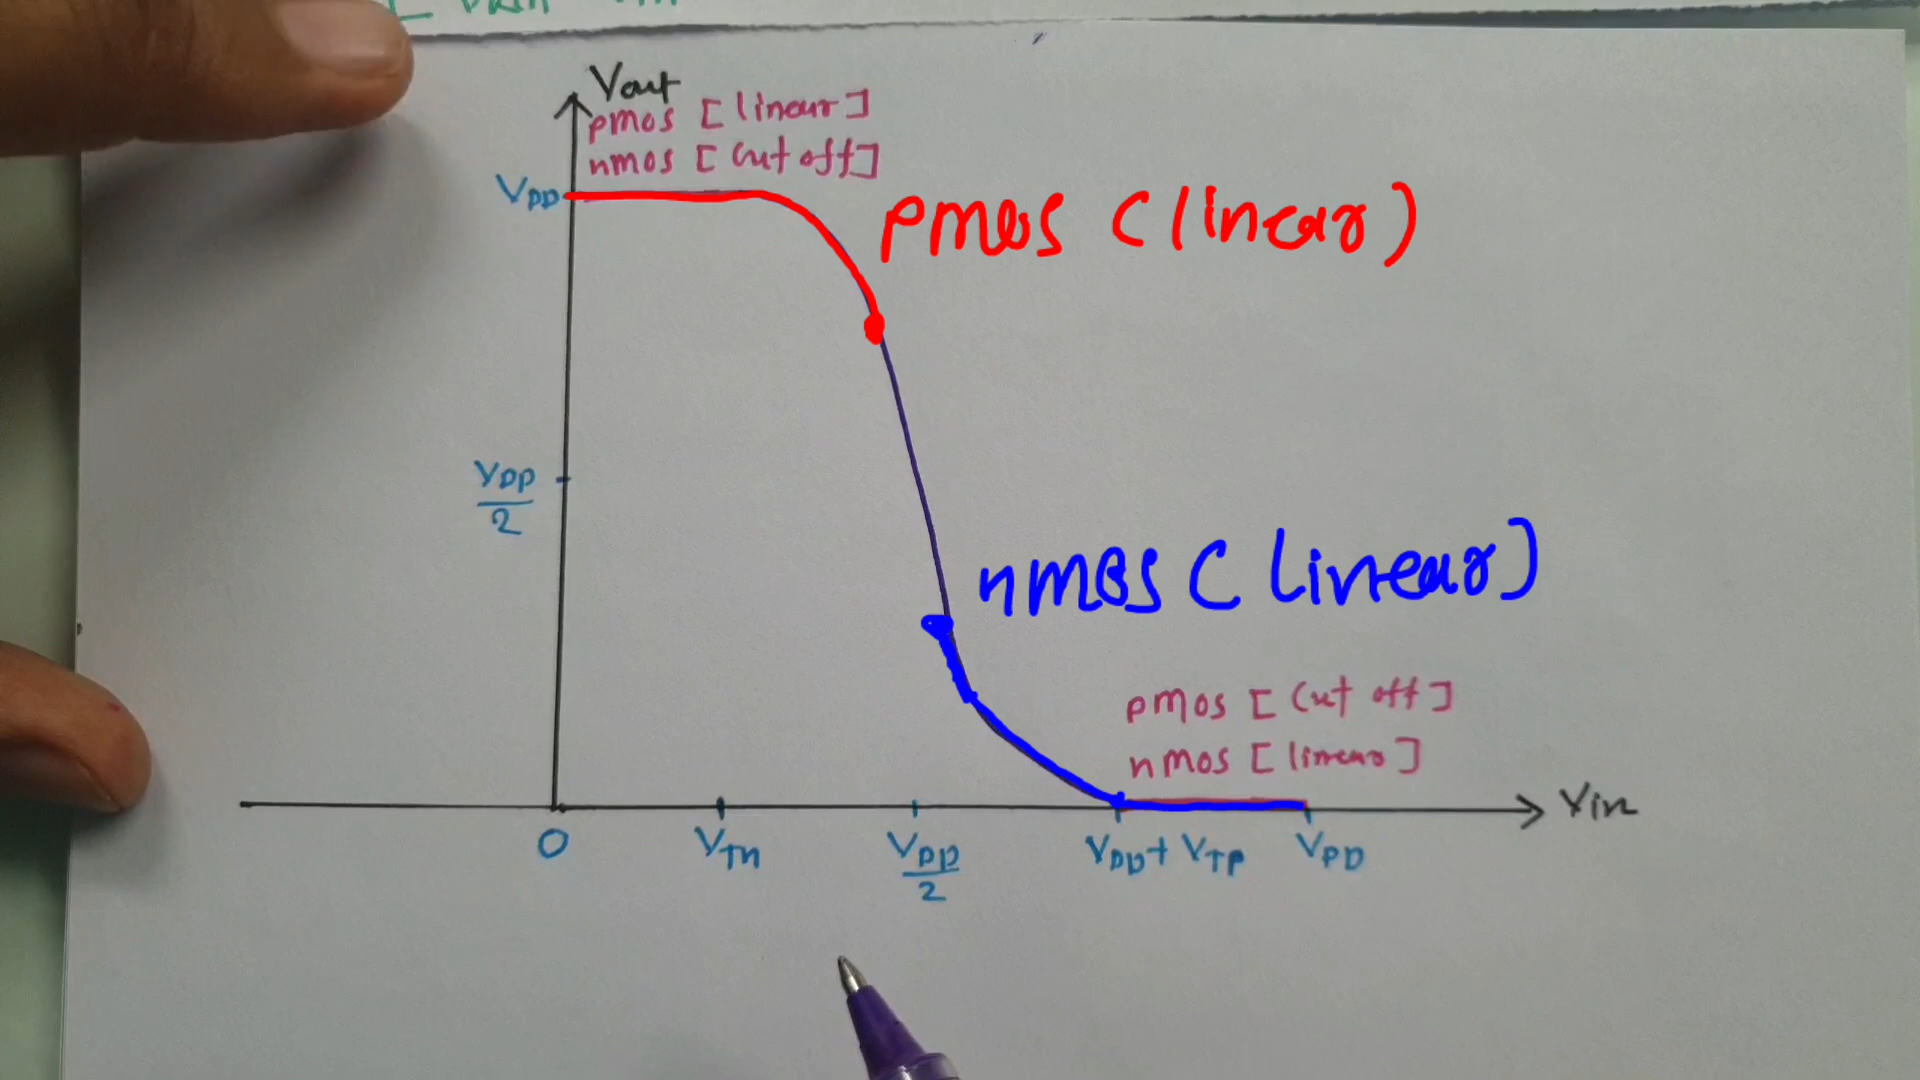 Vout
pmos [linear]
nmos [cut off]
VDD
pmos (linear)
VDD
2
nmos (linear]
pmos [cut off]
nmos [linear]
Vin
0
VTn
VDD
2
VDD+ VTP
VDD